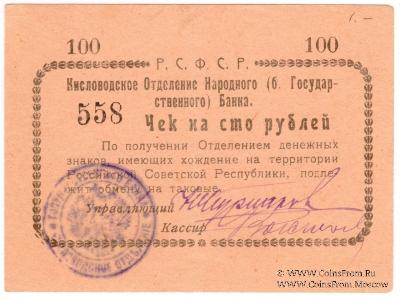 1.–
100 100
Р. С. Ф. С. Р.
Кисловодское Отделение Народного (б. Государ-
ственного) Банка.
558 Чек на сто рублей
По получении Отделением денежных
знаков, имеющих хождение на территории
Российской Советской Республики, подле-
жит обмену на таковые.
Управляющий
Кассир
© WWW.CoinsFrom.Ru
CoinsFrom.Moscow